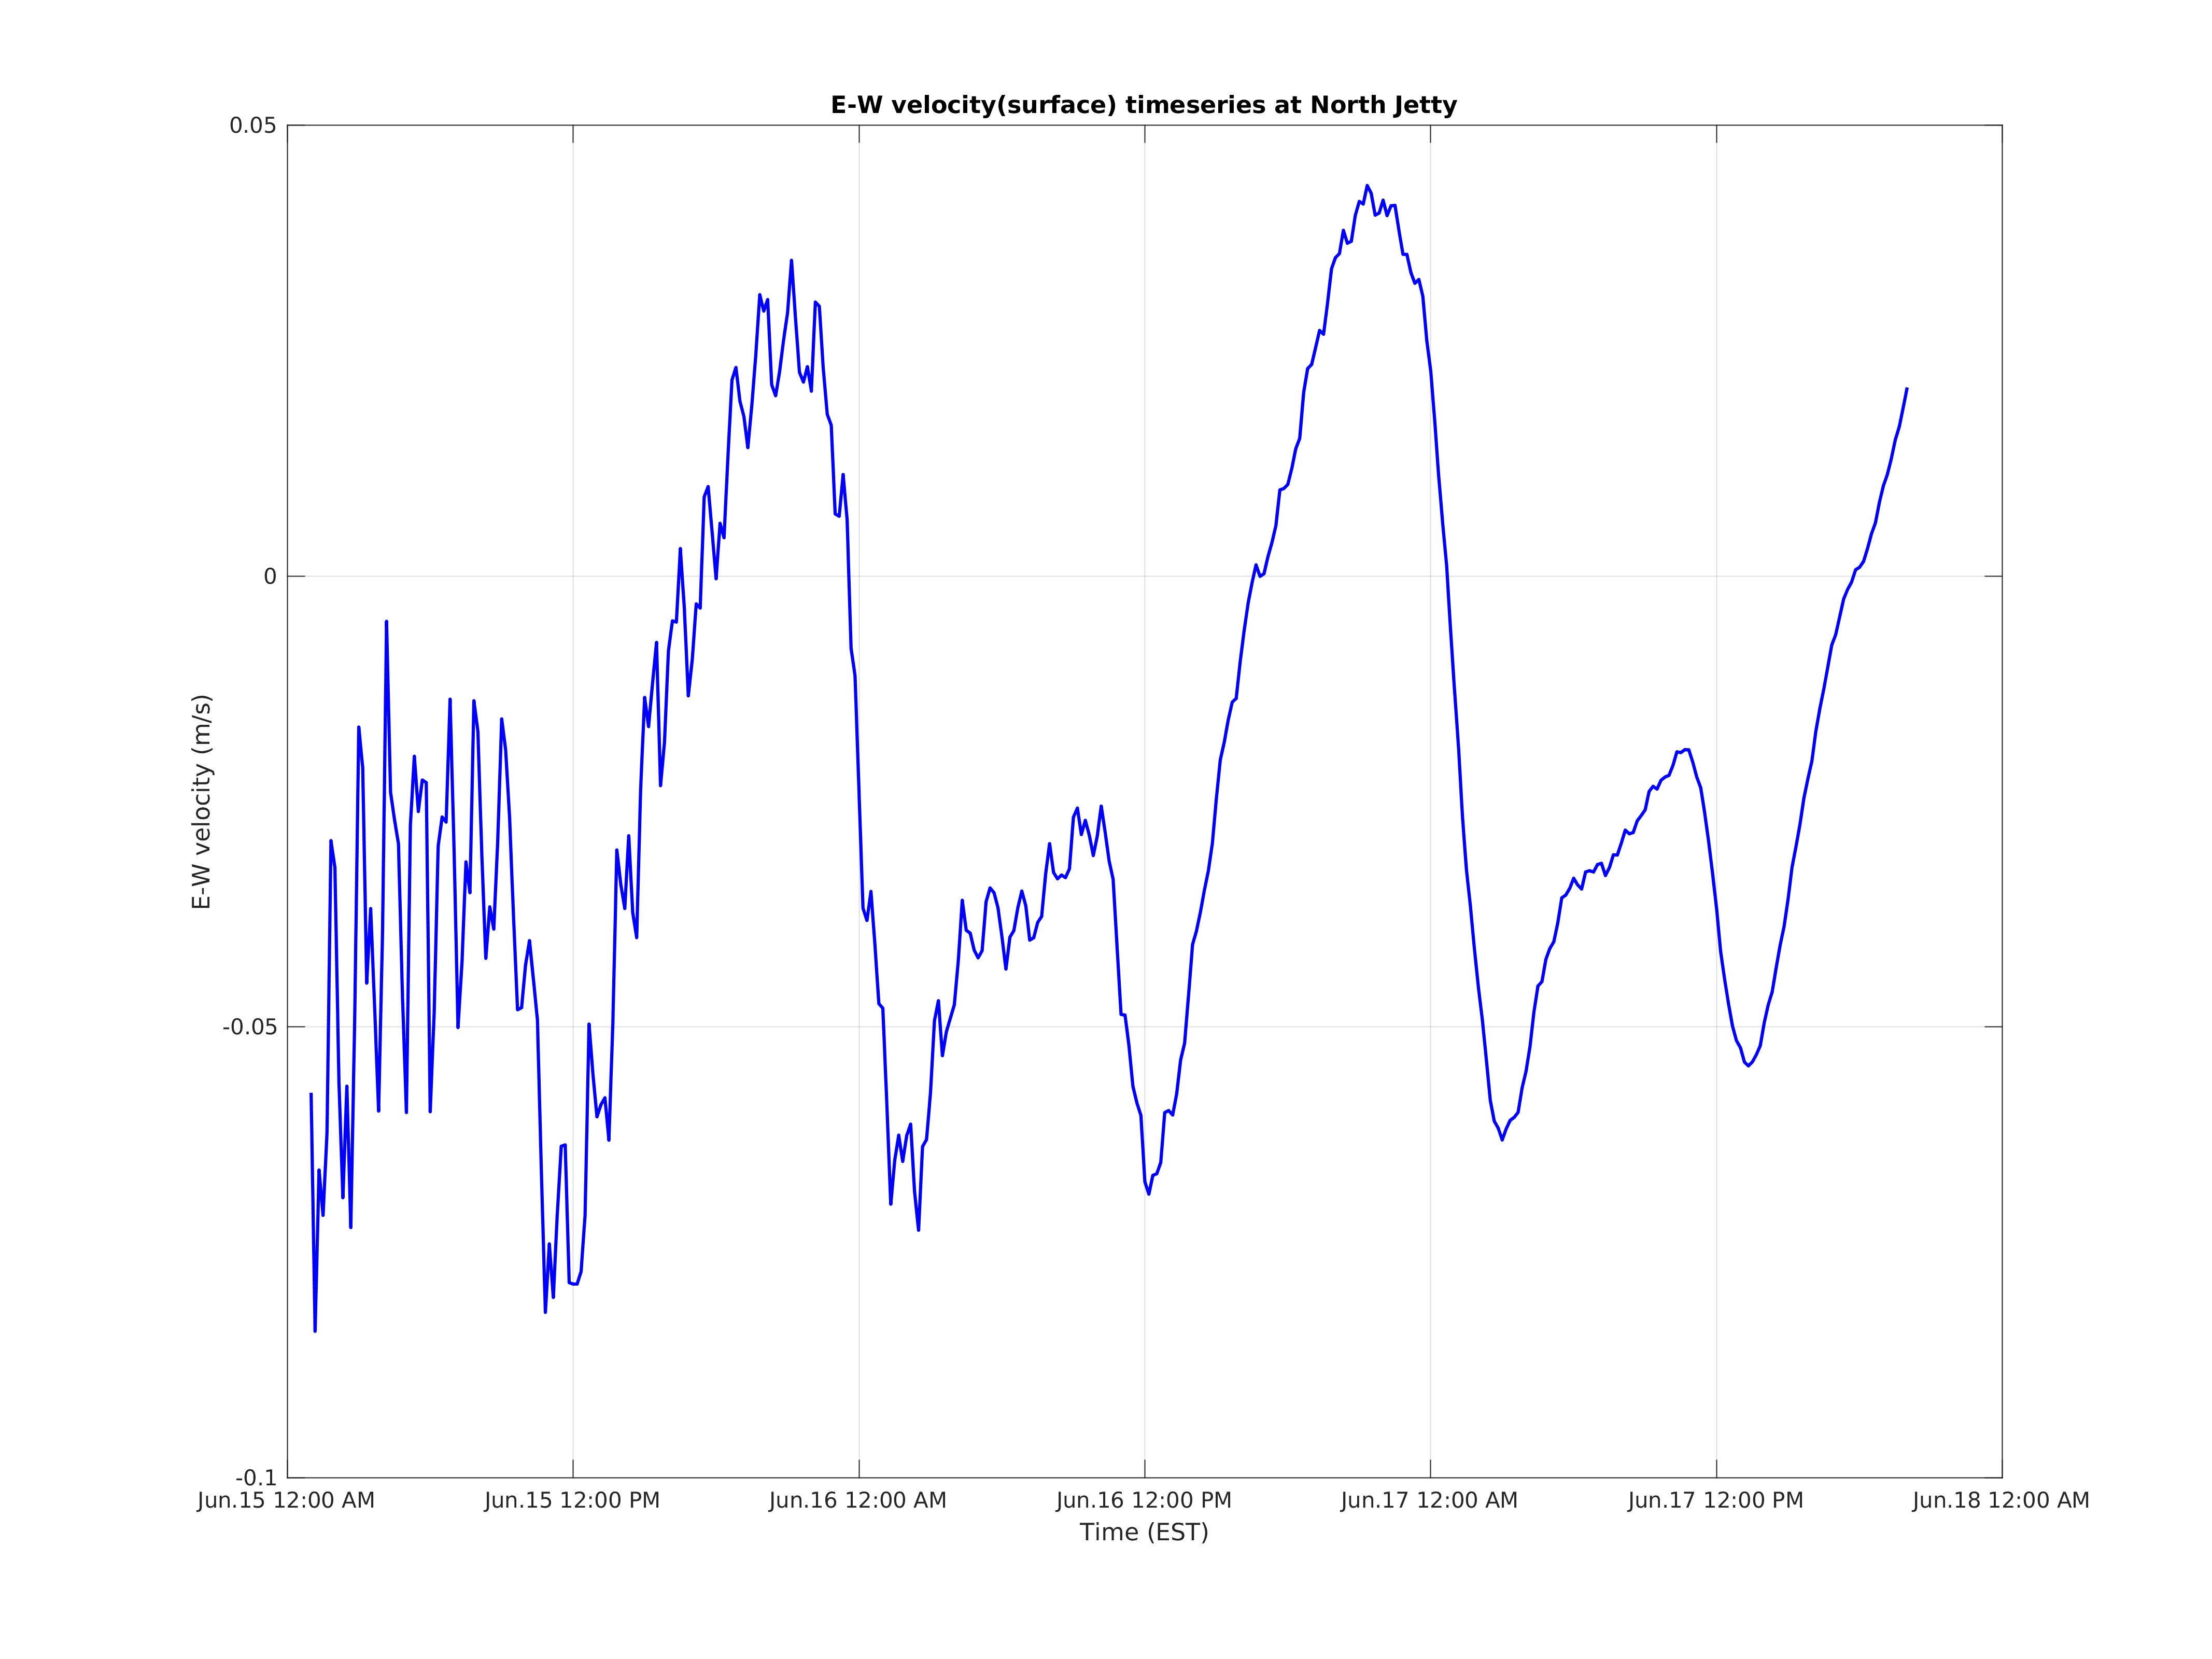 E-W velocity(surface) timeseries at North Jetty
0.05
0
-0.05
-0.1
E-W velocity (m/s)
Jun.15 12:00 AM Jun.15 12:00 PM Jun.16 12:00 AM Jun.16 12:00 PM Jun.17 12:00 AM Jun.17 12:00 PM Jun.18 12:00 AM
Time (EST)